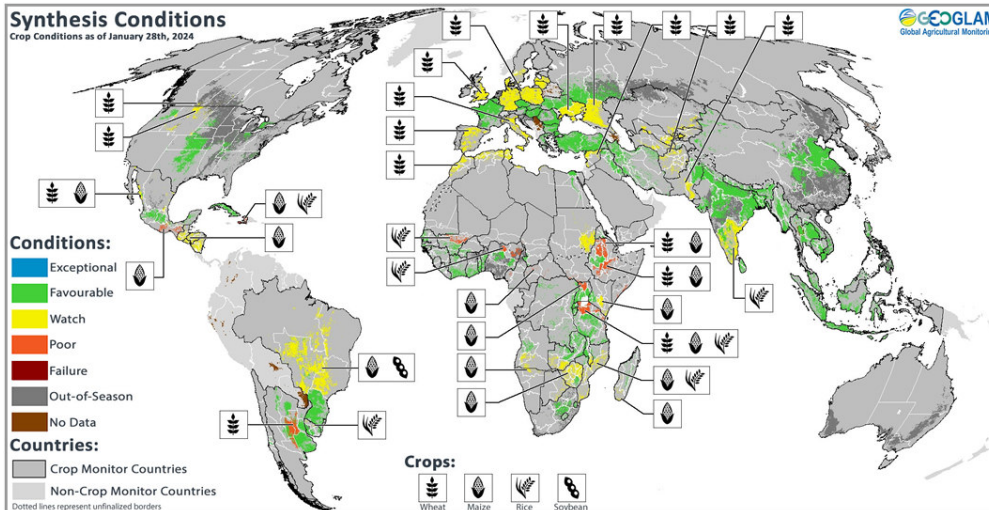 Synthesis Conditions
Crop Conditions as of January 28th, 2024
GEOGLAM
Global Agricultural Monitoring
Conditions:
Exceptional
Favourable
Watch
Poor
Failure
Out-of-Season
No Data
Countries:
Crop Monitor Countries
Non-Crop Monitor Countries
Dotted lines represent unfinalized borders
Crops:
Wheat
Maize
Rice
Soybean